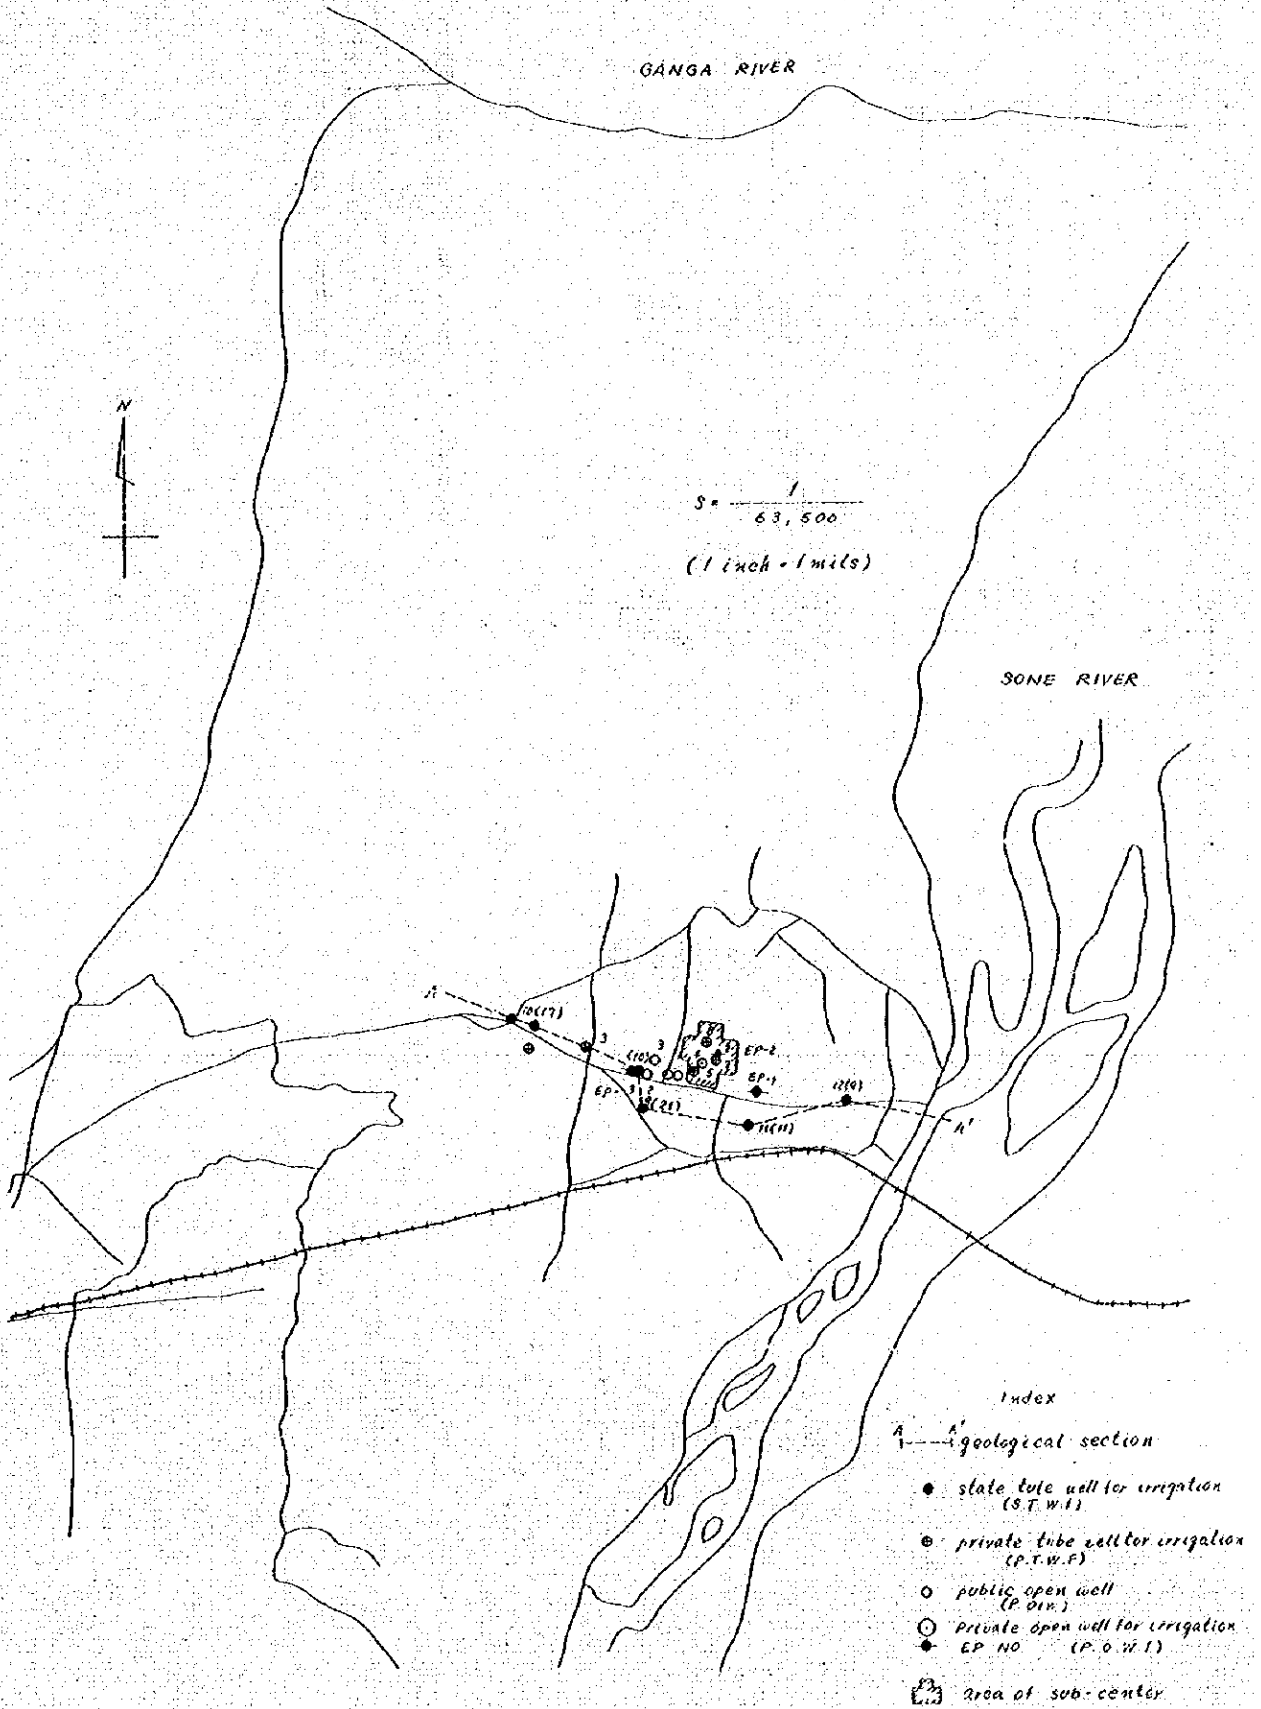 GANGA RIVER
N
S = 1
63,500
(1 inch = 1 mils)
SONE RIVER
A
10(17)
3
3
(10)
EP-2
EP-1
EP-3
2
12(9)
11(11)
A'
Index
A A' geological section
state tule well for irrigation
(S.T.W.I)
private tube well for irrigation
(P.T.W.F)
public open well
Private open well for irrigation
EP NO (P.O.W.I)
area of sub-center